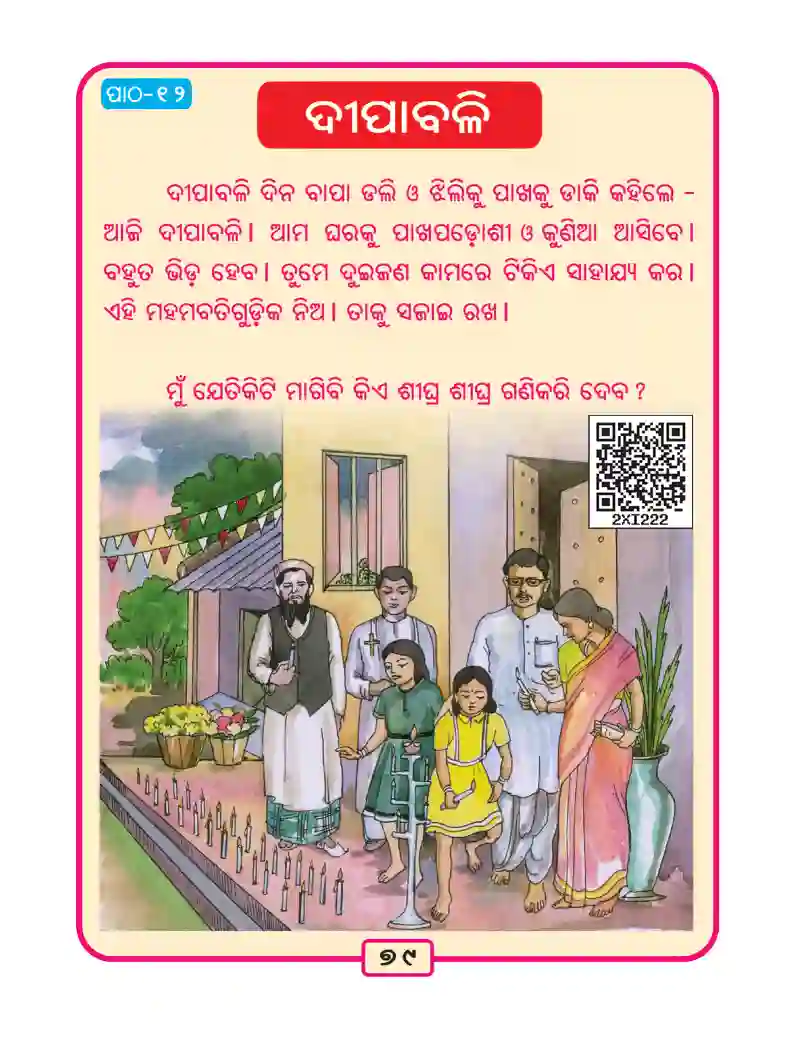 ପାଠ-୧୨
ଦୀପାବଳି
ଦୀପାବଳି ଦିନ ବାପା ଡଲି ଓ ଝିଲିକୁ ପାଖକୁ ଡାକି କହିଲେ -
ଆଜି ଦୀପାବଳି। ଆମ ଘରକୁ ପାଖପଡ଼ୋଶୀ ଓ କୁଣିଆ ଆସିବେ।
ବହୁତ ଭିଡ଼ ହେବ। ତୁମେ ଦୁଇଜଣ କାମରେ ଟିକିଏ ସାହାଯ୍ୟ କର।
ଏହି ମହମବତିଗୁଡ଼ିକ ନିଅ। ତାକୁ ସଜାଇ ରଖ।
ମୁଁ ଯେତିକିଟି ମାଗିବି କିଏ ଶୀଘ୍ର ଶୀଘ୍ର ଗଣିକରି ଦେବ ?
2XI222
୭୯